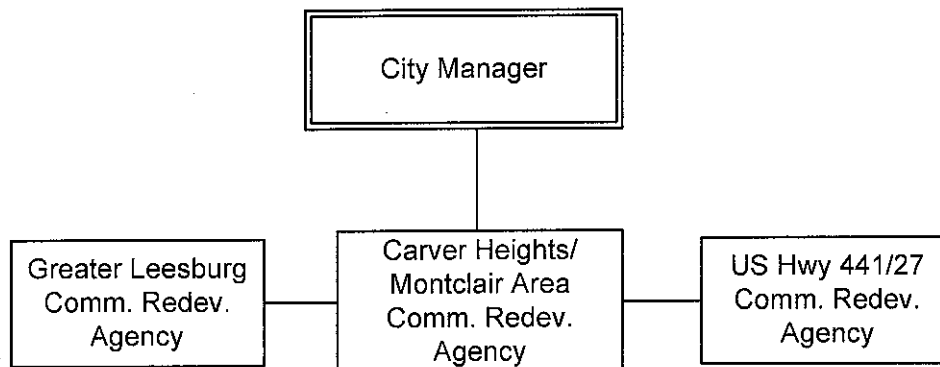 City Manager
Greater Leesburg
Comm. Redev.
Agency
Carver Heights/
Montclair Area
Comm. Redev.
Agency
US Hwy 441/27
Comm. Redev.
Agency